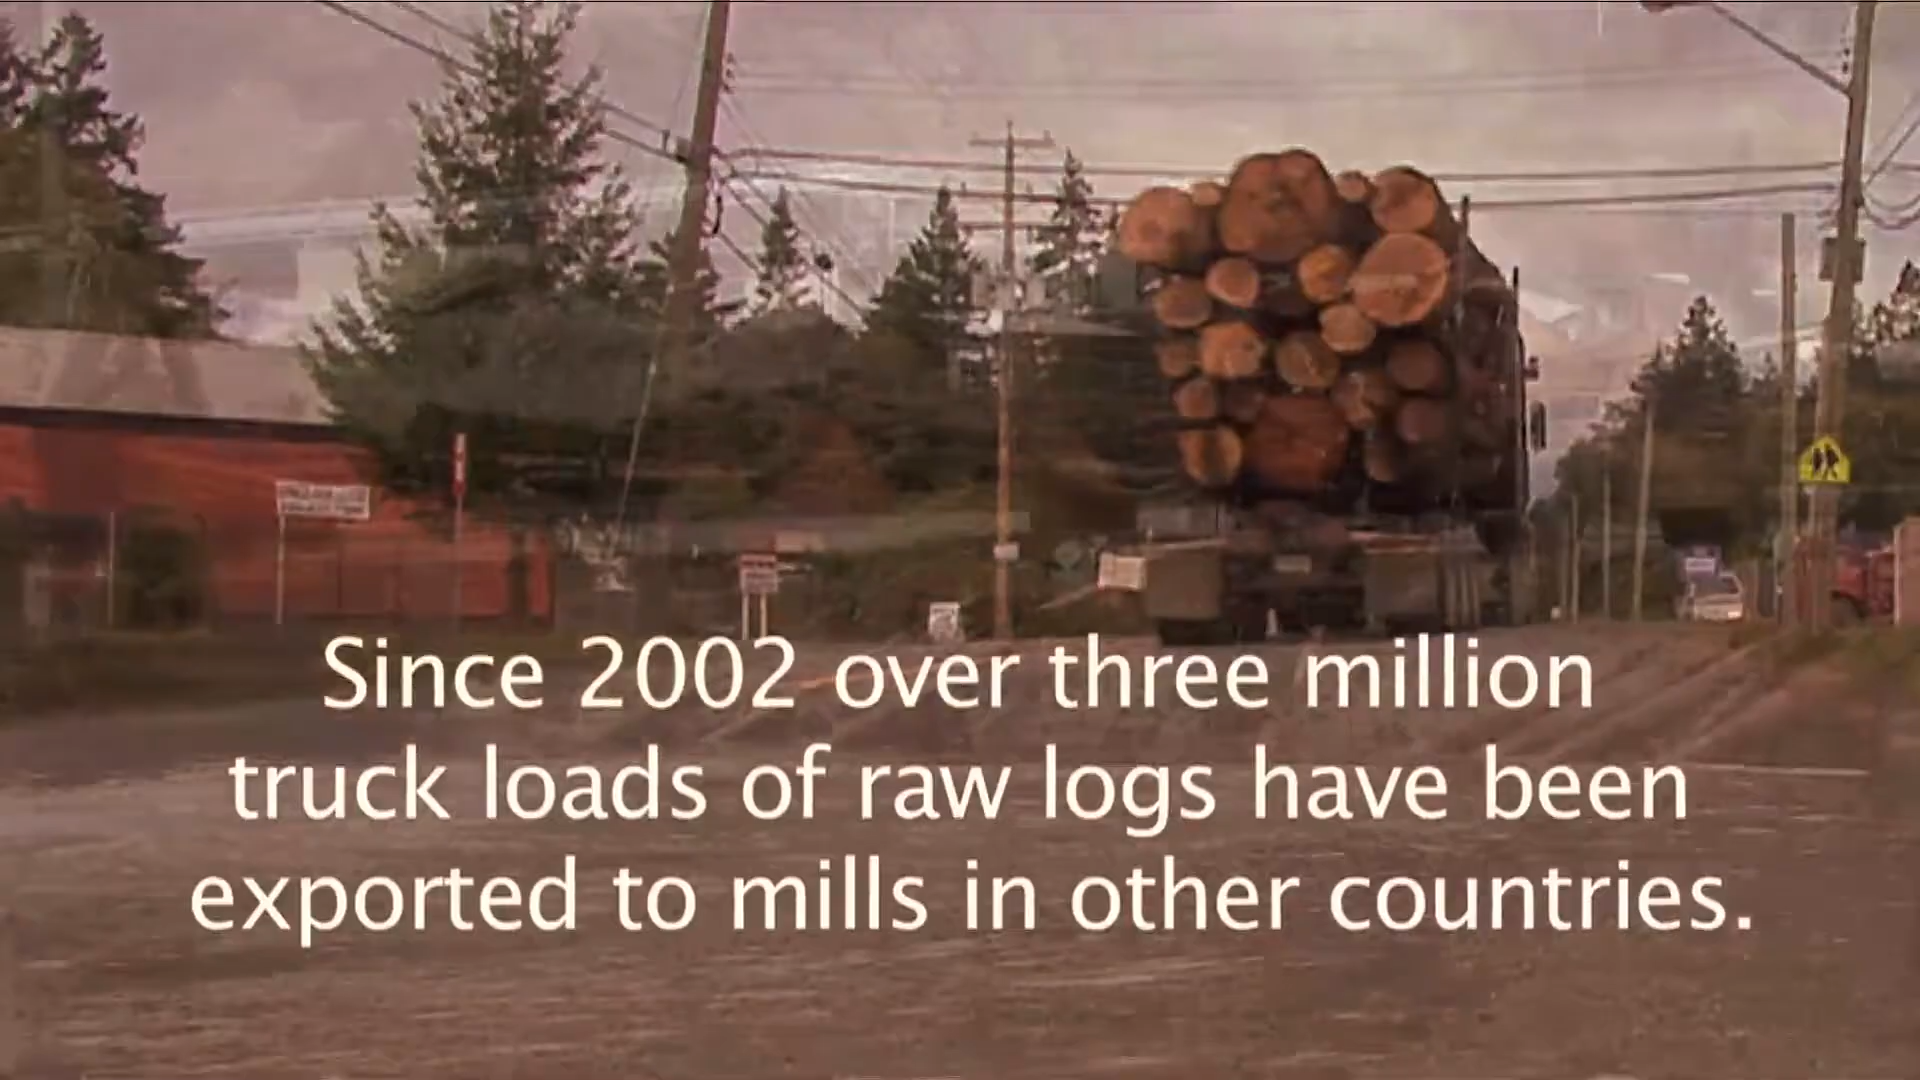 Since 2002 over three million
truck loads of raw logs have been
exported to mills in other countries.